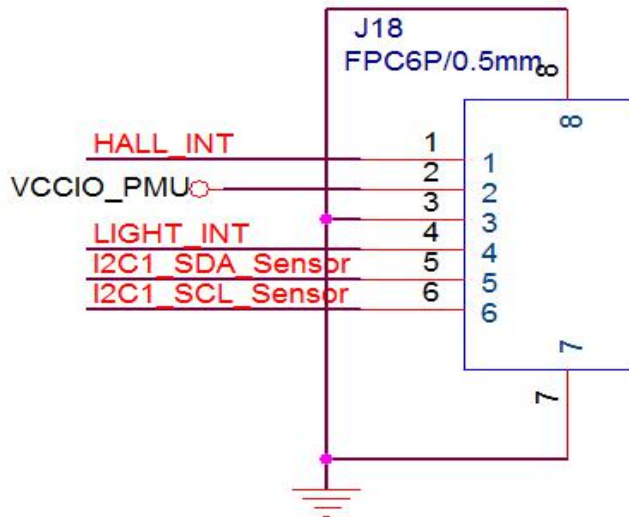 J18
FPC6P/0.5mm
8
8
HALL_INT
1
1
VCCIO_PMU
2
2
3
3
LIGHT_INT
4
4
I2C1_SDA_Sensor
5
5
I2C1_SCL_Sensor
6
6
7
7